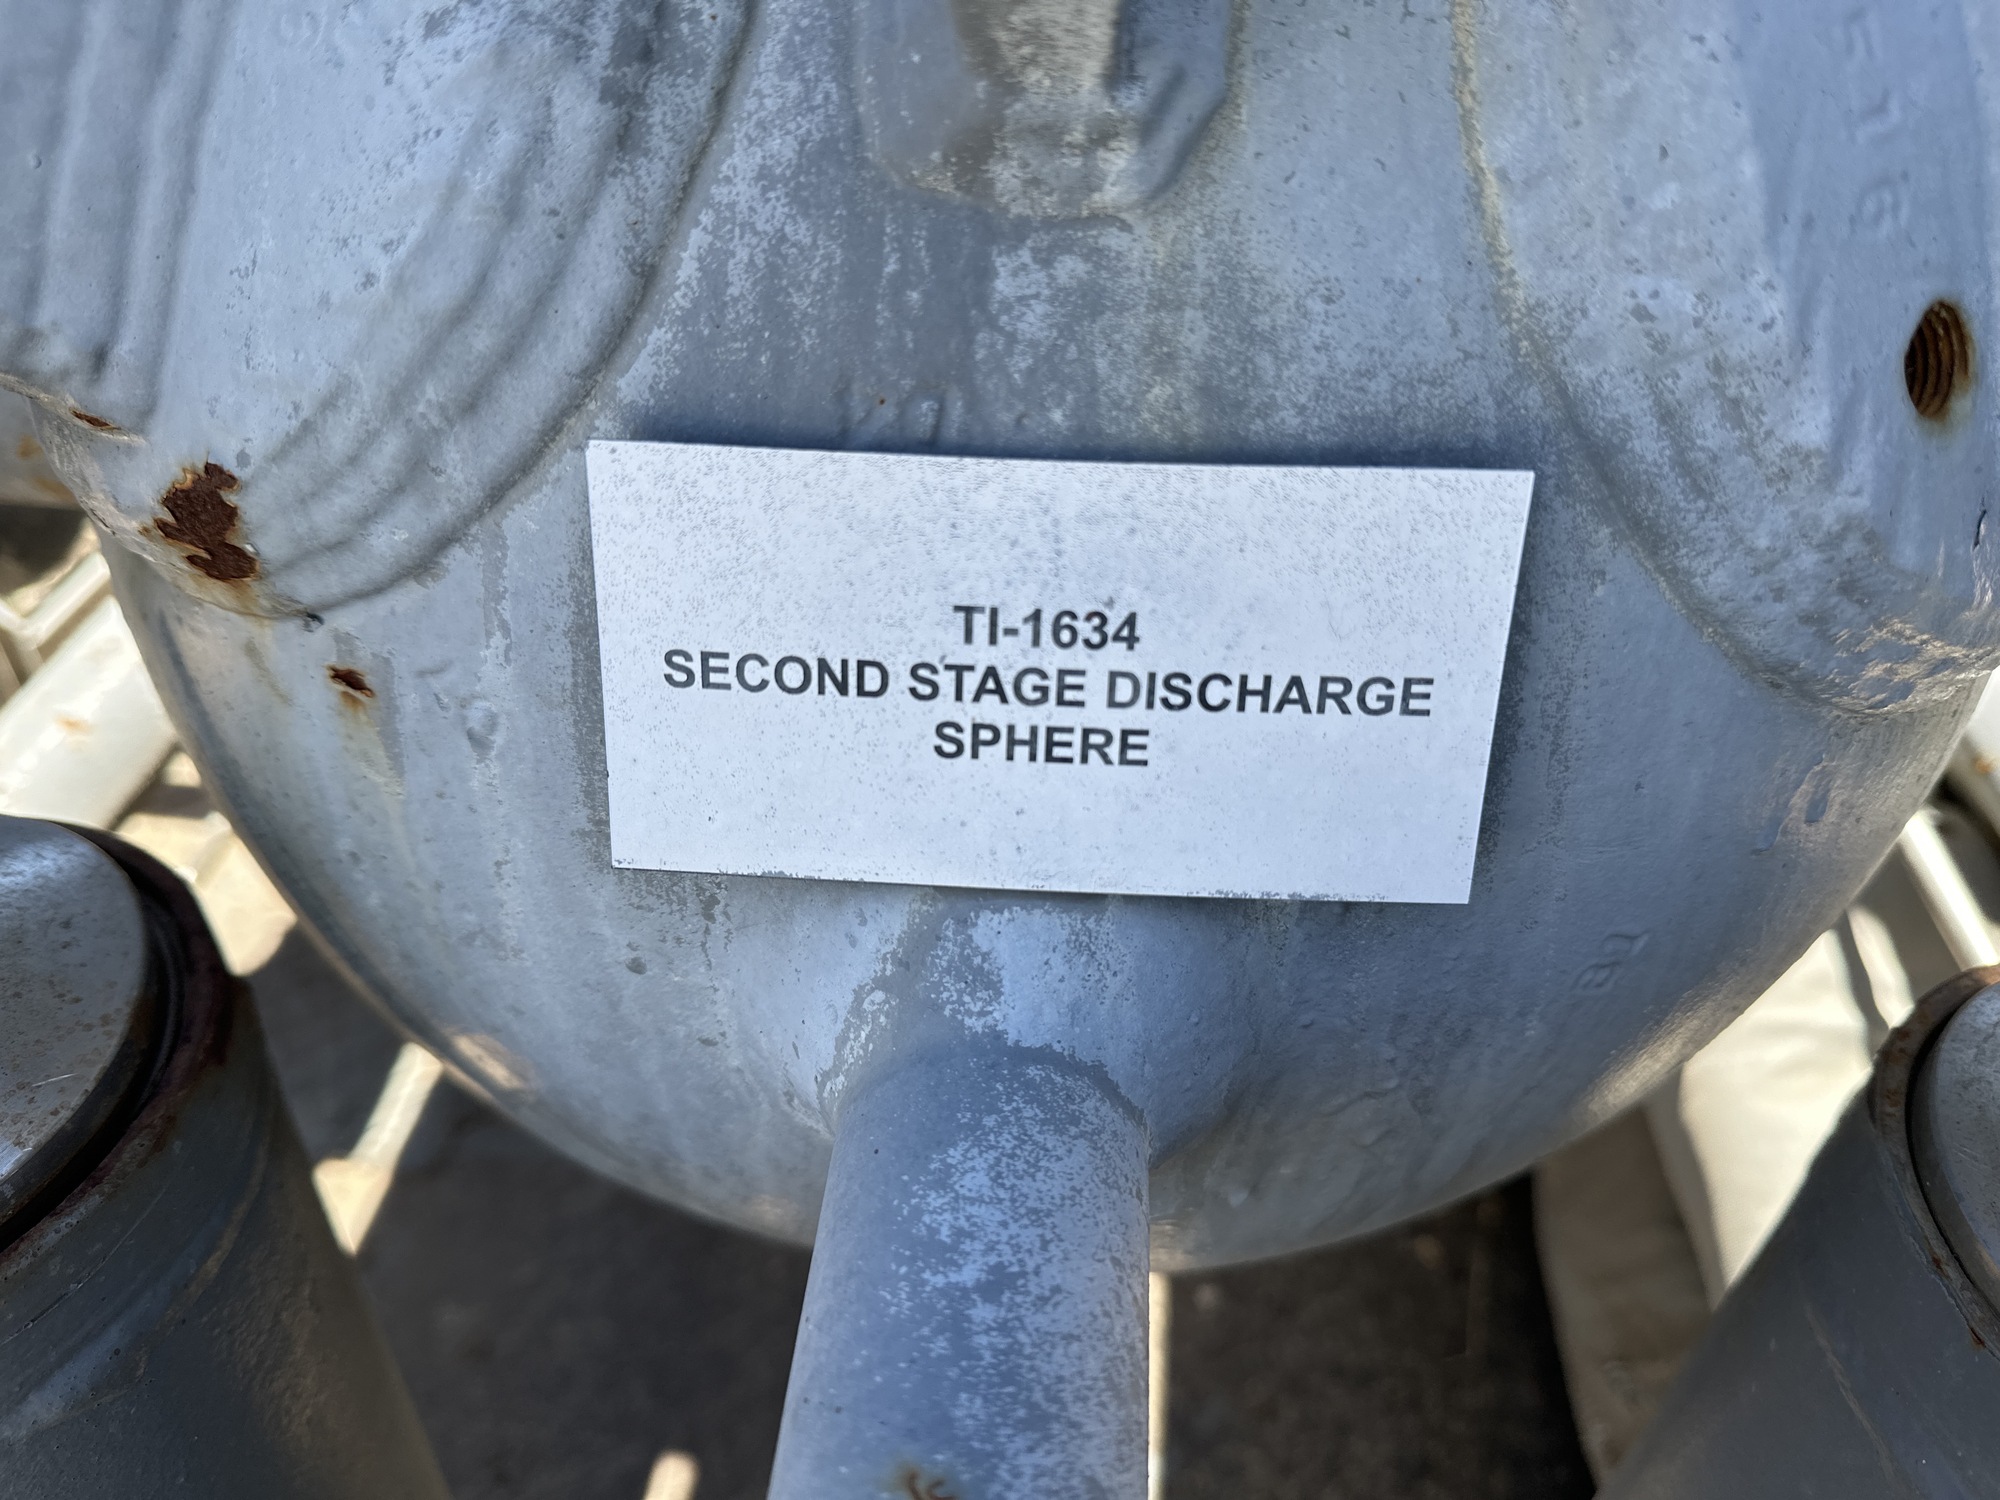 TI-1634
SECOND STAGE DISCHARGE
SPHERE